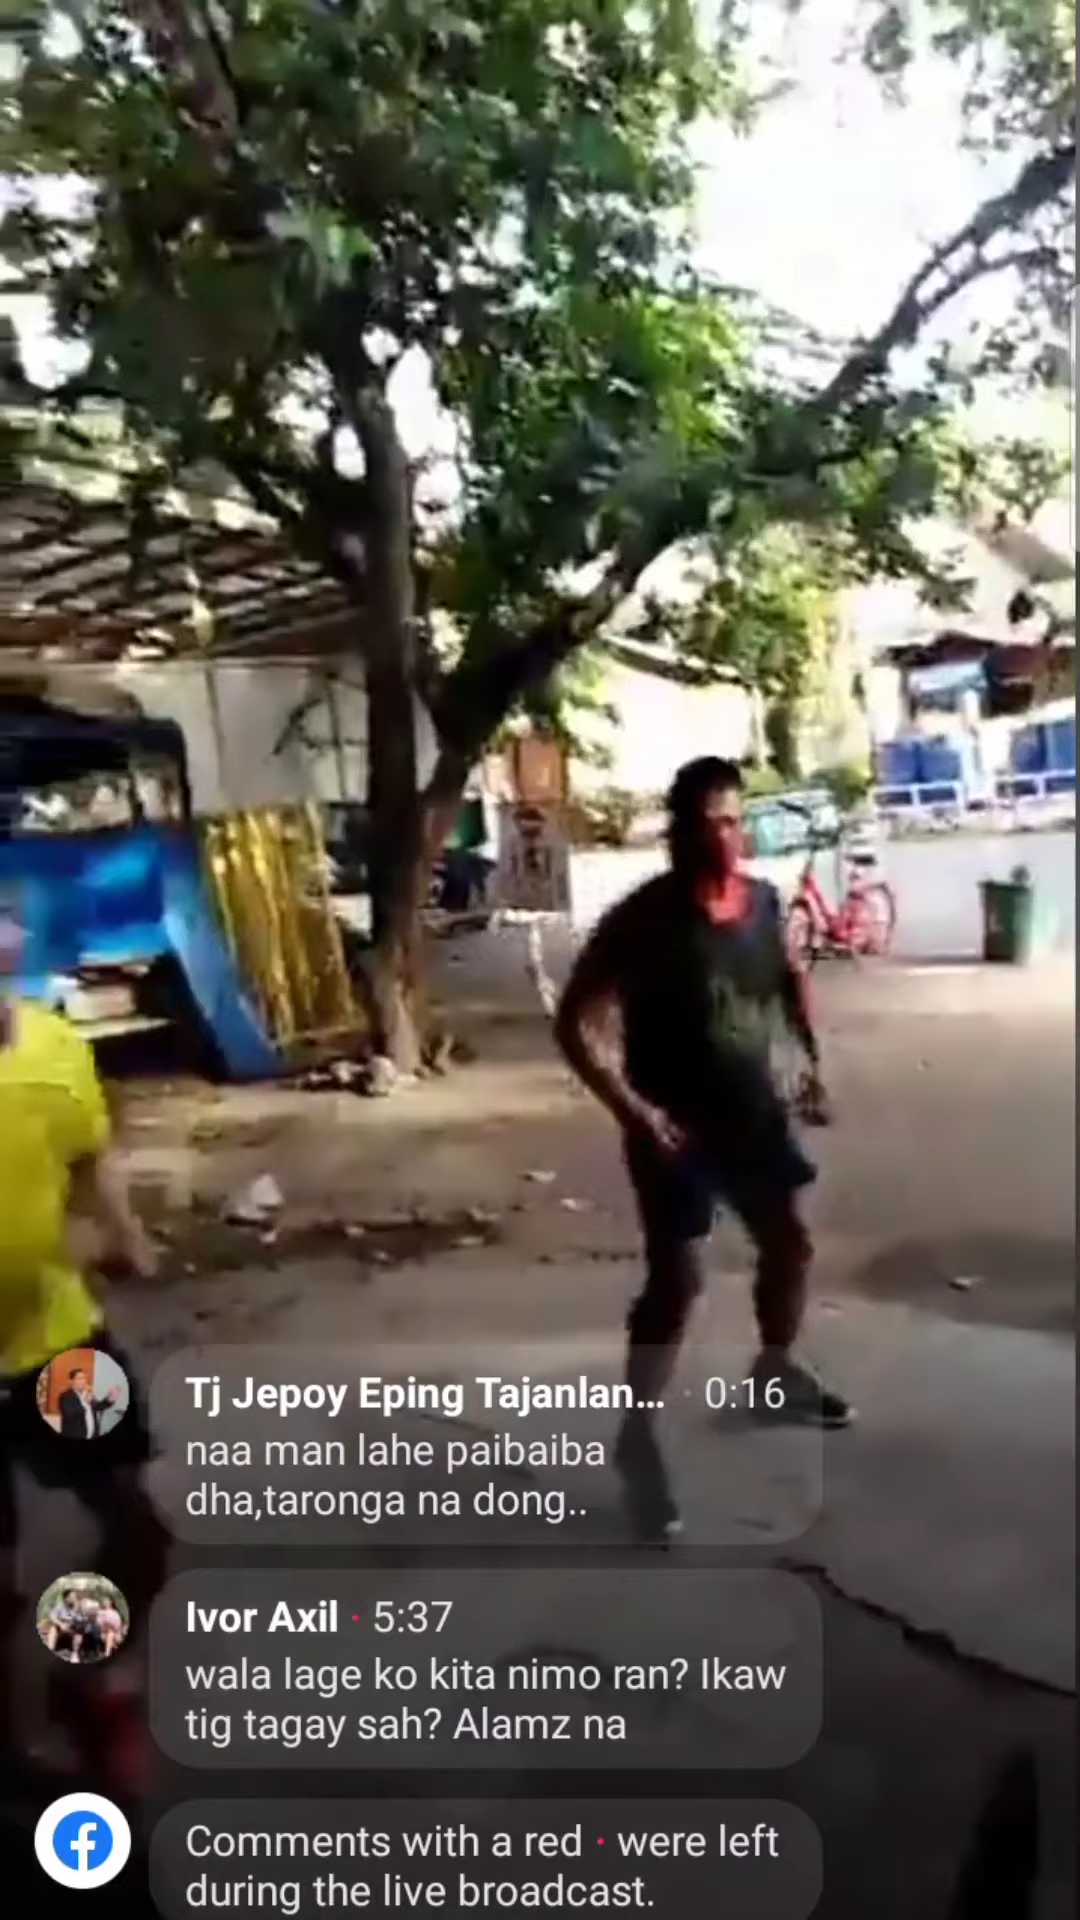 Tj Jepoy Eping Tajanlan... · 0:16
naa man lahe paibaiba
dha,taronga na dong..
Ivor Axil · 5:37
wala lage ko kita nimo ran? Ikaw
tig tagay sah? Alamz na
Comments with a red · were left
during the live broadcast.